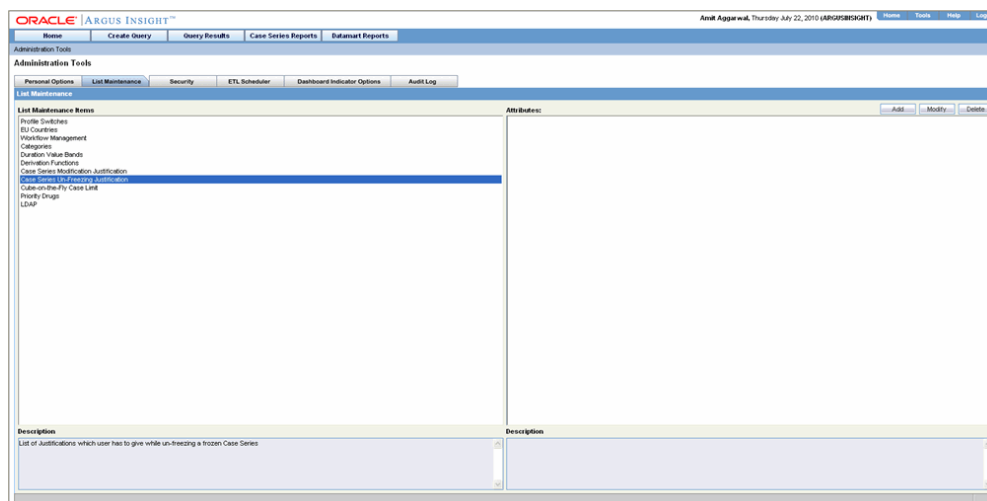 ORACLE ARGUS INSIGHT™
Amit Aggarwal, Thursday July 22, 2010 (ARGUSBISIGHT)
Home Tools Help Log
Home Create Query Query Results Case Series Reports Datamart Reports
Administration Tools
Administration Tools
Personal Options List Maintenance Security ETL Scheduler Dashboard Indicator Options Audit Log
List Maintenance
List Maintenance Items
Attributes:
Add Modify Delete
Profile Switches
EU Countries
Workflow Management
Categories
Duration Value Bands
Derivation Functions
Case Series Modification Justification
Case Series Un-Freezing Justification
Cube-on-the-Fly Case Limit
Priority Drugs
LDAP
Description
List of Justifications which user has to give while un-freezing a frozen Case Series
Description